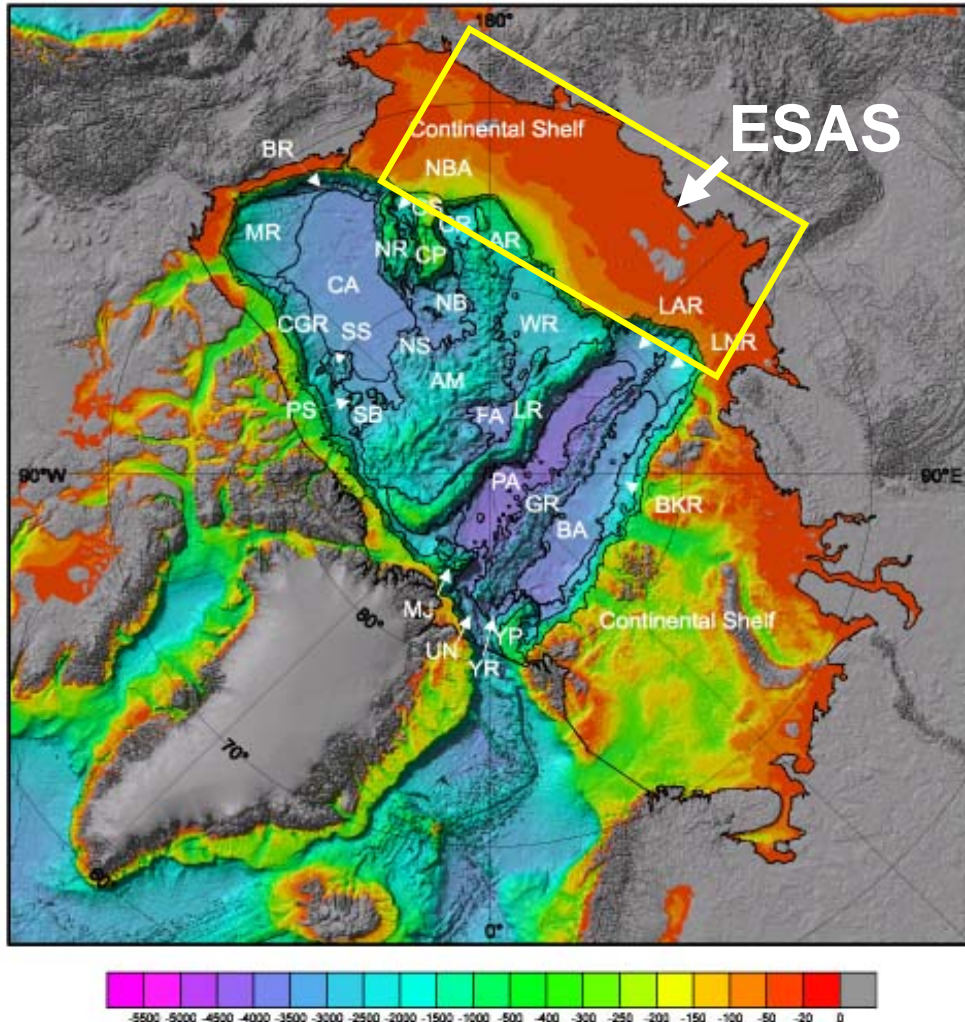 180°
ESAS
Continental Shelf
BR
NBA
MR
NR
CP
AR
CA
NB
LAR
CGR
SS
WR
LNR
NS
AM
PS
SB
FA
LR
90°W
90°E
PA
GR
BA
BKR
MJ
80°
UN
YP
YR
Continental Shelf
70°
0°
-5500 -5000 -4500 -4000 -3500 -3000 -2500 -2000 -1500 -1000 -500 -400 -300 -200 -150 -100 -50 -20 0